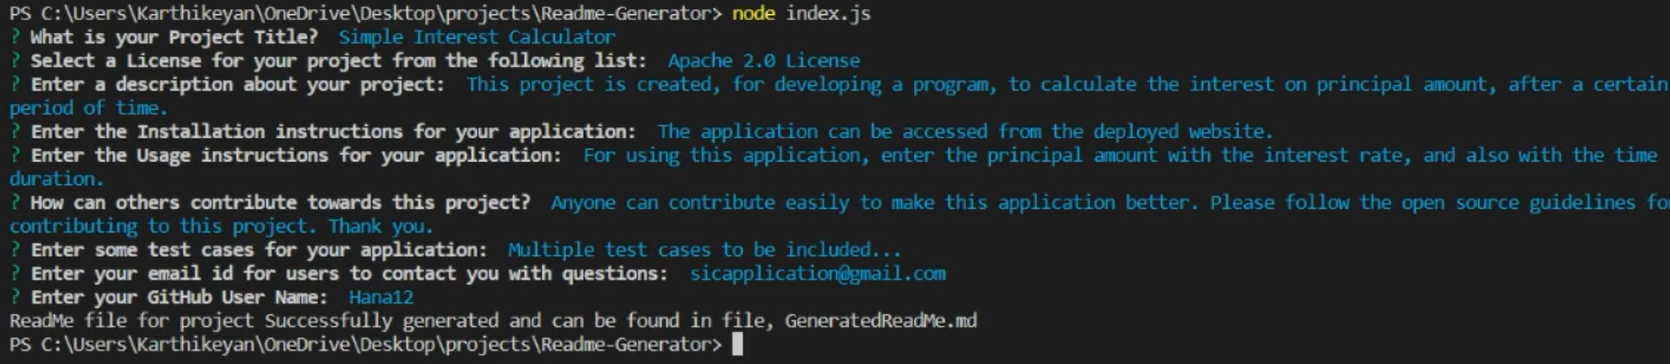 PS C:\Users\Karthikeyan\OneDrive\Desktop\projects\Readme-Generator> node index.js
? What is your Project Title?  Simple Interest Calculator
? Select a License for your project from the following list:  Apache 2.0 License
? Enter a description about your project:  This project is created, for developing a program, to calculate the interest on principal amount, after a certain
period of time.
? Enter the Installation instructions for your application:  The application can be accessed from the deployed website.
? Enter the Usage instructions for your application:  For using this application, enter the principal amount with the interest rate, and also with the time
duration.
? How can others contribute towards this project?  Anyone can contribute easily to make this application better. Please follow the open source guidelines for
contributing to this project. Thank you.
? Enter some test cases for your application:  Multiple test cases to be included...
? Enter your email id for users to contact you with questions:  sicapplication@gmail.com
? Enter your GitHub User Name:  Hana12
ReadMe file for project Successfully generated and can be found in file, GeneratedReadMe.md
PS C:\Users\Karthikeyan\OneDrive\Desktop\projects\Readme-Generator>